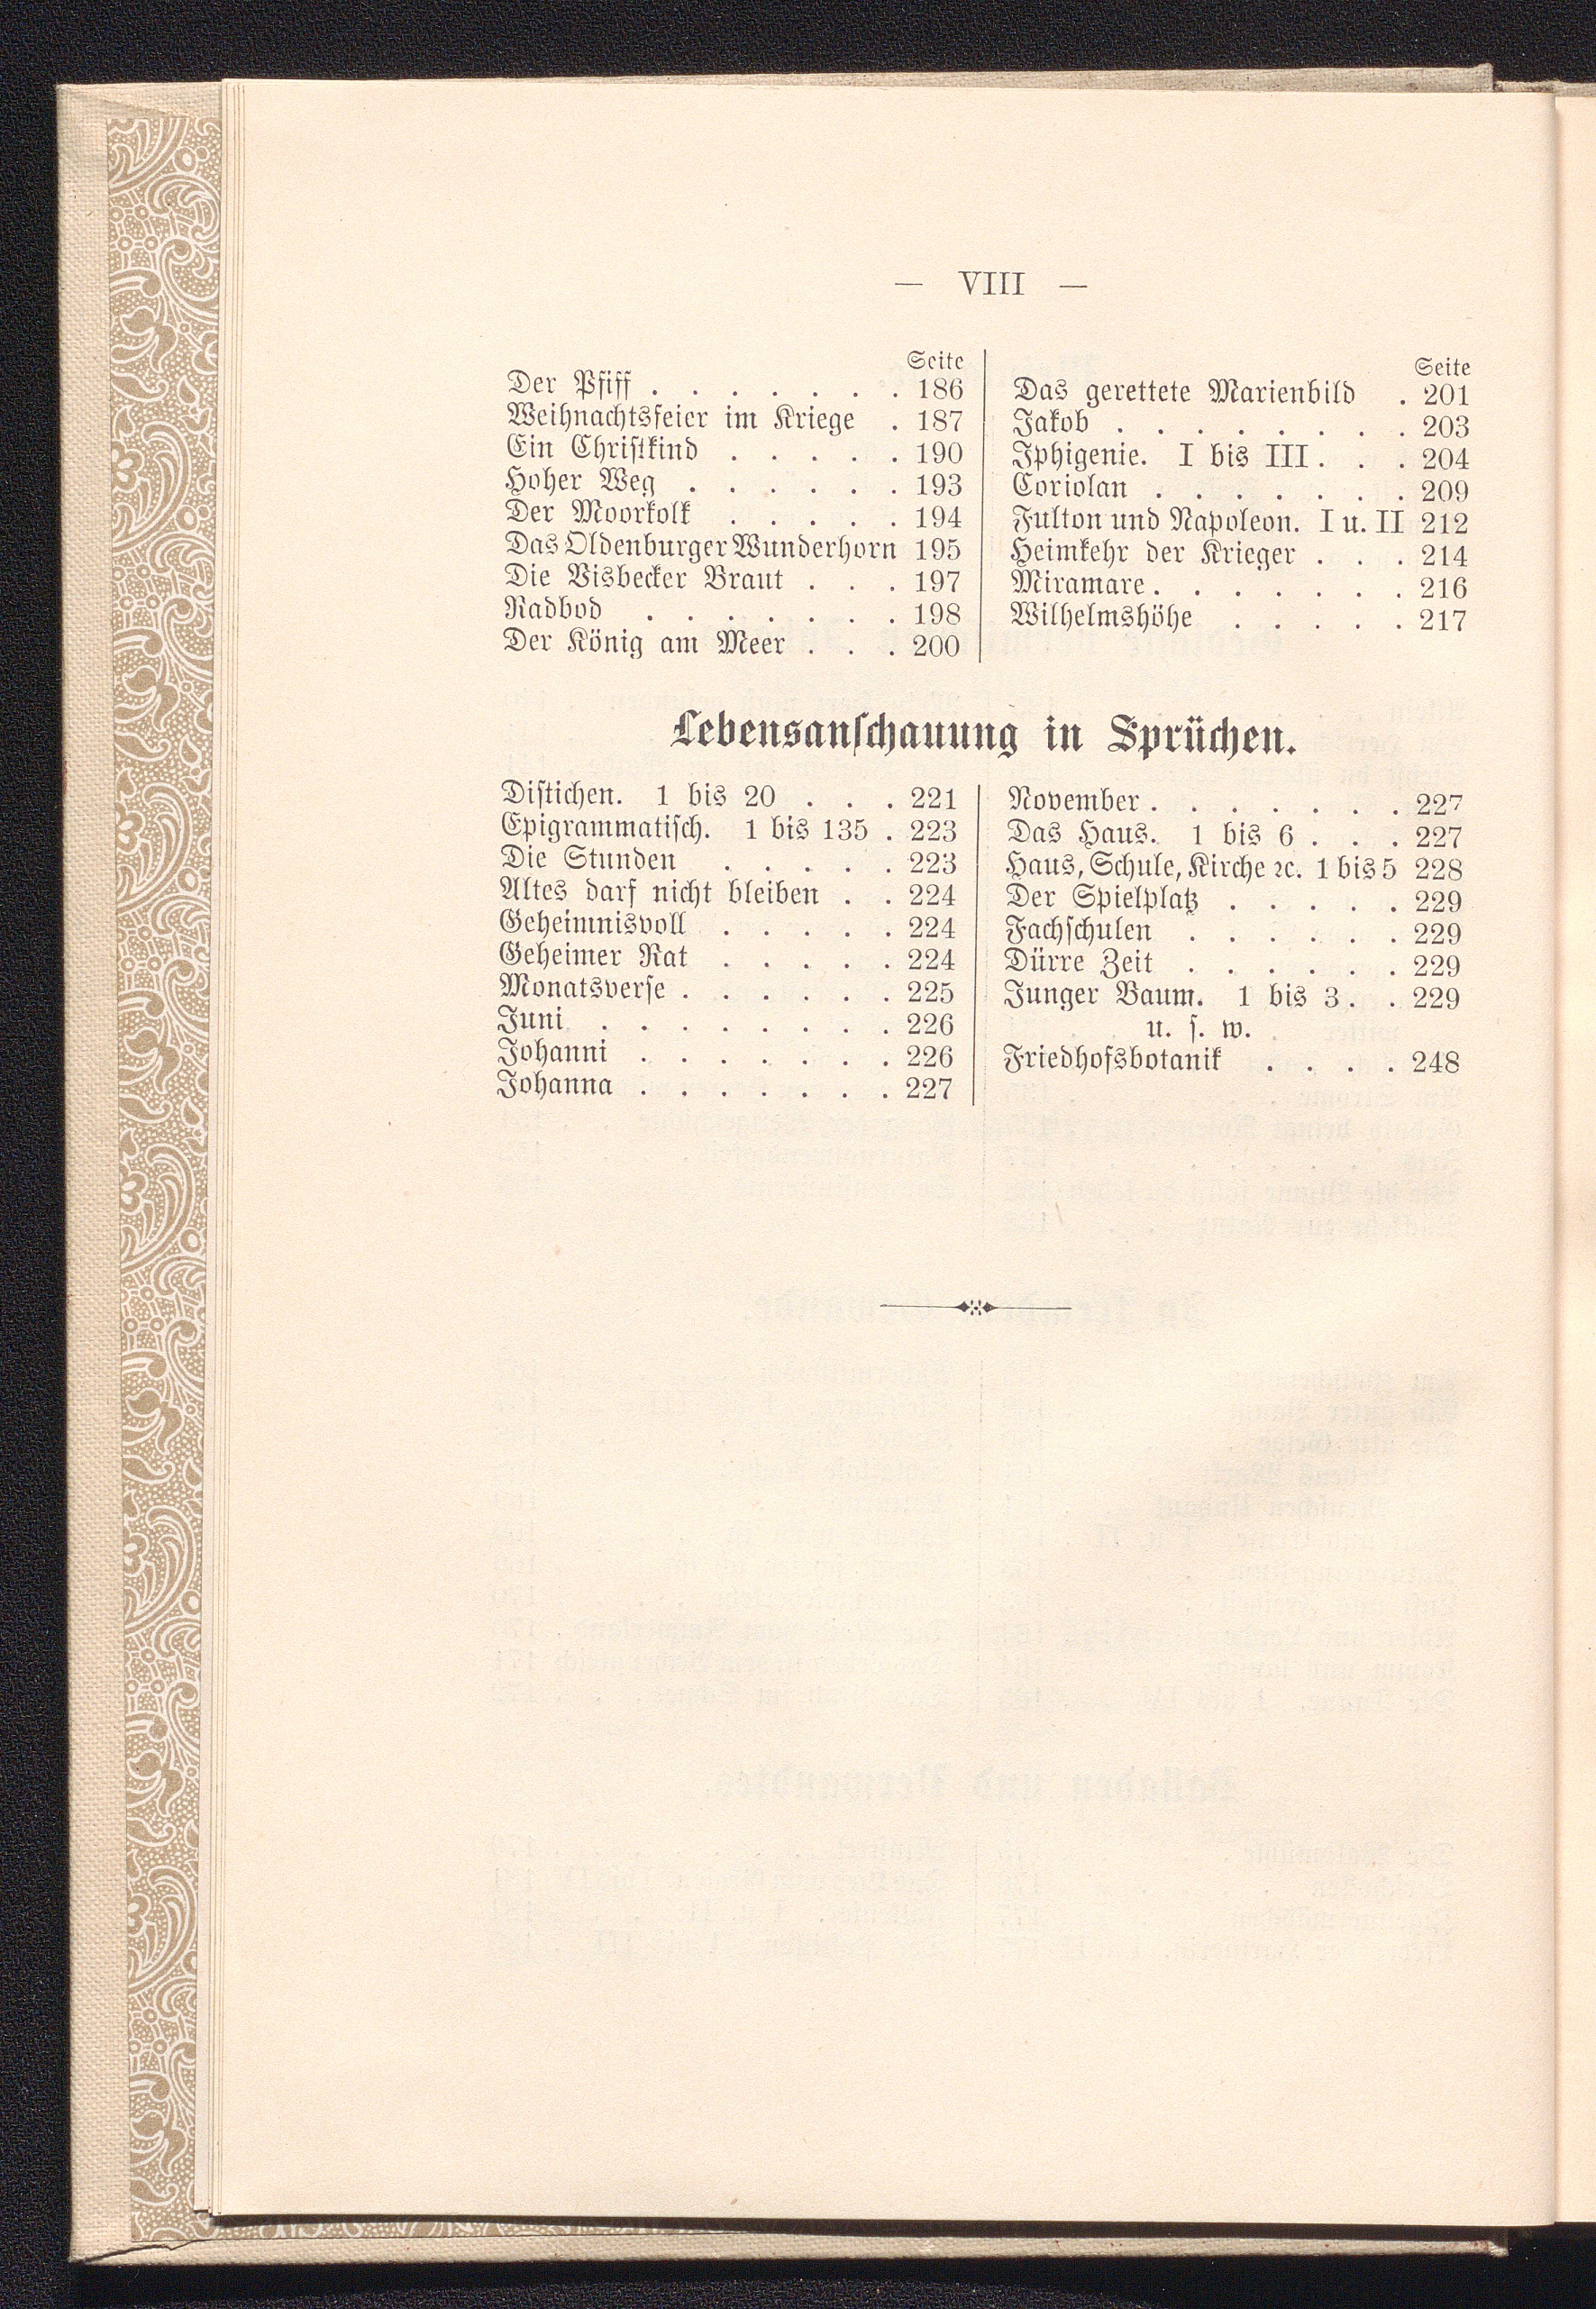 — VIII —
Seite
Der Pfiff . . . . . . . 186
Weihnachtsfeier im Kriege . 187
Ein Christkind . . . . . 190
Hoher Weg . . . . . . 193
Der Moorkolk . . . . . 194
Das Oldenburger Wunderhorn 195
Die Visbecker Braut . . . 197
Radbod . . . . . . . 198
Der König am Meer . . . 200
Seite
Das gerettete Marienbild . 201
Jakob . . . . . . . . 203
Iphigenie. I bis III . . . 204
Coriolan . . . . . . . 209
Fulton und Napoleon. I u. II 212
Heimkehr der Krieger . . . 214
Miramare . . . . . . . 216
Wilhelmshöhe . . . . . 217
Lebensanschauung in Sprüchen.
Distichen. 1 bis 20 . . . 221
Epigrammatisch. 1 bis 135 . 223
Die Stunden . . . . . 223
Altes darf nicht bleiben . . 224
Geheimnisvoll . . . . . 224
Geheimer Rat . . . . . 224
Monatsverse . . . . . . 225
Juni . . . . . . . . 226
Johanni . . . . . . . 226
Johanna . . . . . . . 227
November . . . . . . . 227
Das Haus. 1 bis 6 . . . 227
Haus, Schule, Kirche ꝛc. 1 bis 5 228
Der Spielplatz . . . . . 229
Fachschulen . . . . . . 229
Dürre Zeit . . . . . . 229
Junger Baum. 1 bis 3 . . 229
u. s. w.
Friedhofsbotanik . . . . 248